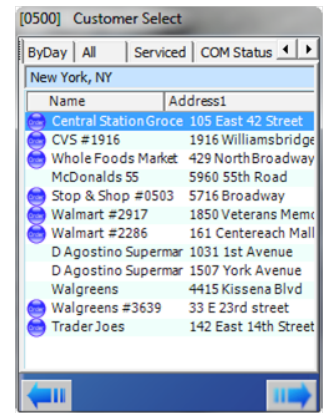 [0500] Customer Select
ByDay All Serviced COM Status
New York, NY
Name Address1
Central Station Groce 105 East 42 Street
CVS #1916 1916 Williamsbridge
Whole Foods Market 429 North Broadway
McDonalds 55 5960 55th Road
Stop & Shop #0503 5716 Broadway
Walmart #2917 1850 Veterans Memo
Walmart #2286 161 Centereach Mall
D Agostino Supermar 1031 1st Avenue
D Agostino Supermar 1507 York Avenue
Walgreens 4415 Kissena Blvd
Walgreens #3639 33 E 23rd street
Trader Joes 142 East 14th Street